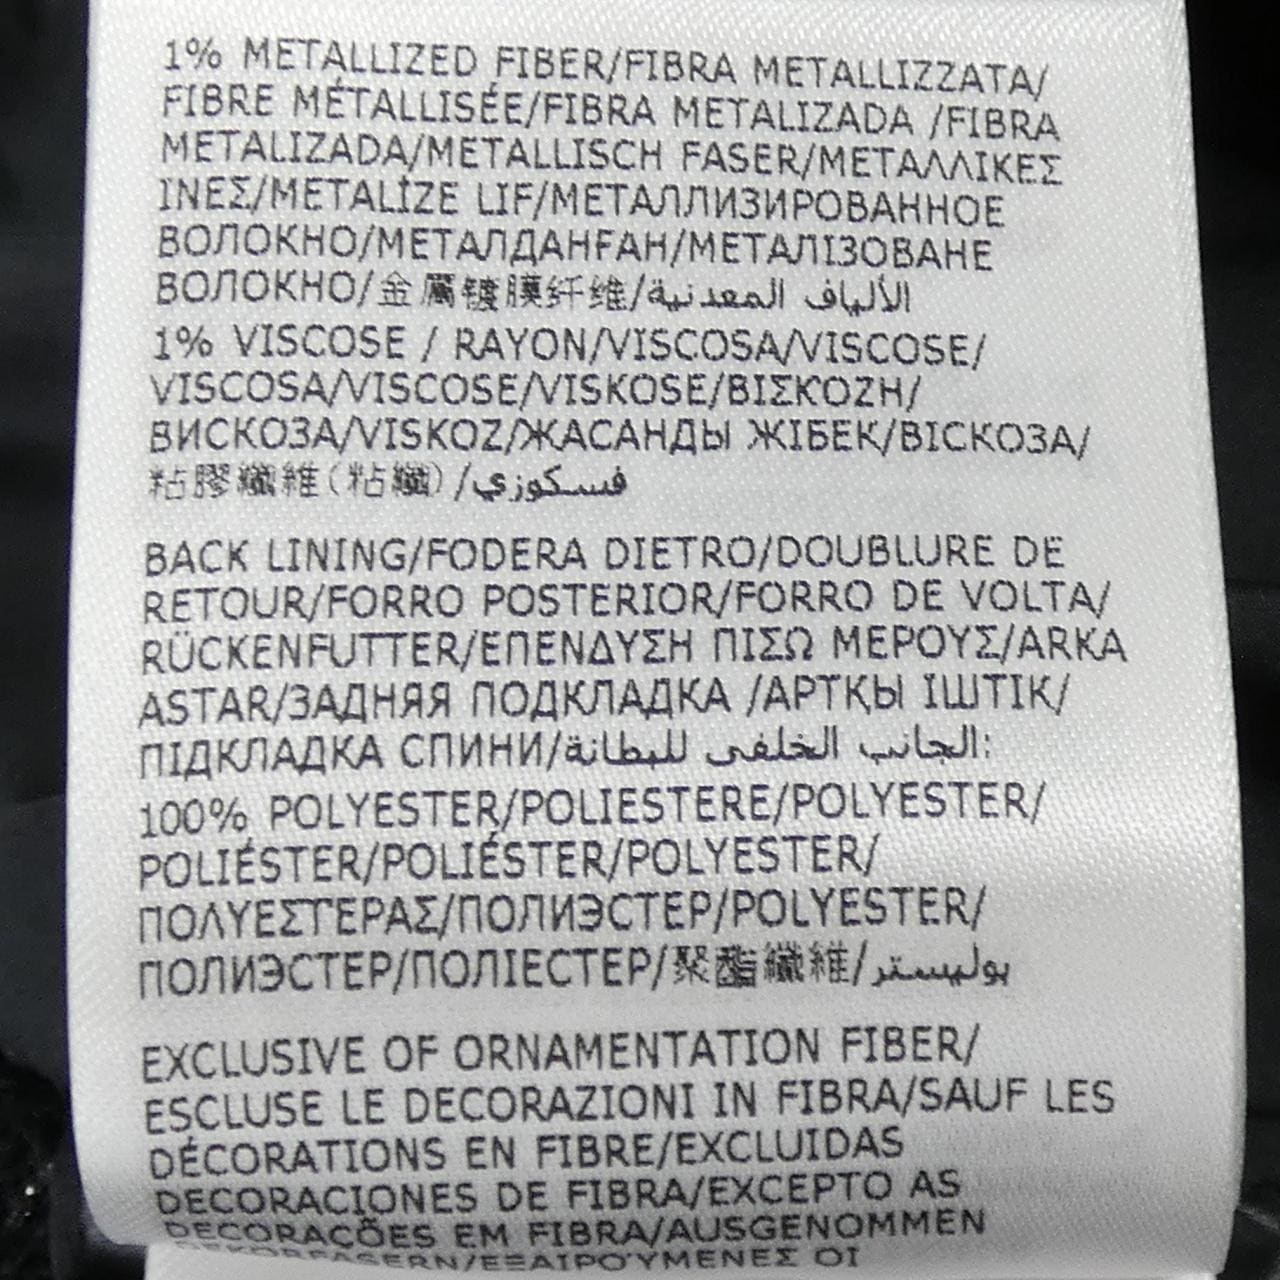 1% METALLIZED FIBER/FIBRA METALLIZZATA/
FIBRE MÉTALLISÉE/FIBRA METALIZADA /FIBRA
METALIZADA/METALLISCH FASER/ΜΕΤΑΛΛΙΚΕΣ
ΙΝΕΣ/METALİZE LIF/МЕТАЛЛИЗИРОВАННОЕ
ВОЛОКНО/МЕТАЛДАНҒАН/МЕТАЛІЗОВАНЕ
ВОЛОКНО/金屬镀膜纤维/الألياف المعدنية
1% VISCOSE / RAYON/VISCOSA/VISCOSE/
VISCOSA/VISCOSE/VISKOSE/ΒΙΣΚΟΖΗ/
ВИСКОЗА/VISKOZ/ЖАСАНДЫ ЖІБЕК/ВІСКОЗА/
粘膠纖維(粘纖)/فسكوزي
BACK LINING/FODERA DIETRO/DOUBLURE DE
RETOUR/FORRO POSTERIOR/FORRO DE VOLTA/
RÜCKENFUTTER/ΕΠΕΝΔΥΣΗ ΠΙΣΩ ΜΕΡΟΥΣ/ARKA
ASTAR/ЗАДНЯЯ ПОДКЛАДКА /АРТҚЫ ІШТІК/
ПІДКЛАДКА СПИНИ/الجانب الخلفى للبطانة:
100% POLYESTER/POLIESTERE/POLYESTER/
POLIÉSTER/POLIÉSTER/POLYESTER/
ΠΟΛΥΕΣΤΕΡΑΣ/ПОЛИЭСТЕР/POLYESTER/
ПОЛИЭСТЕР/ПОЛІЕСТЕР/聚酯纖維/بوليستر
EXCLUSIVE OF ORNAMENTATION FIBER/
ESCLUSE LE DECORAZIONI IN FIBRA/SAUF LES
DÉCORATIONS EN FIBRE/EXCLUIDAS
DECORACIONES DE FIBRA/EXCEPTO AS
DECORAÇÕES EM FIBRA/AUSGENOMMEN
DEKORFASERN/ΕΞΑΙΡΟΎΜΕΝΕΣ ΟΙ